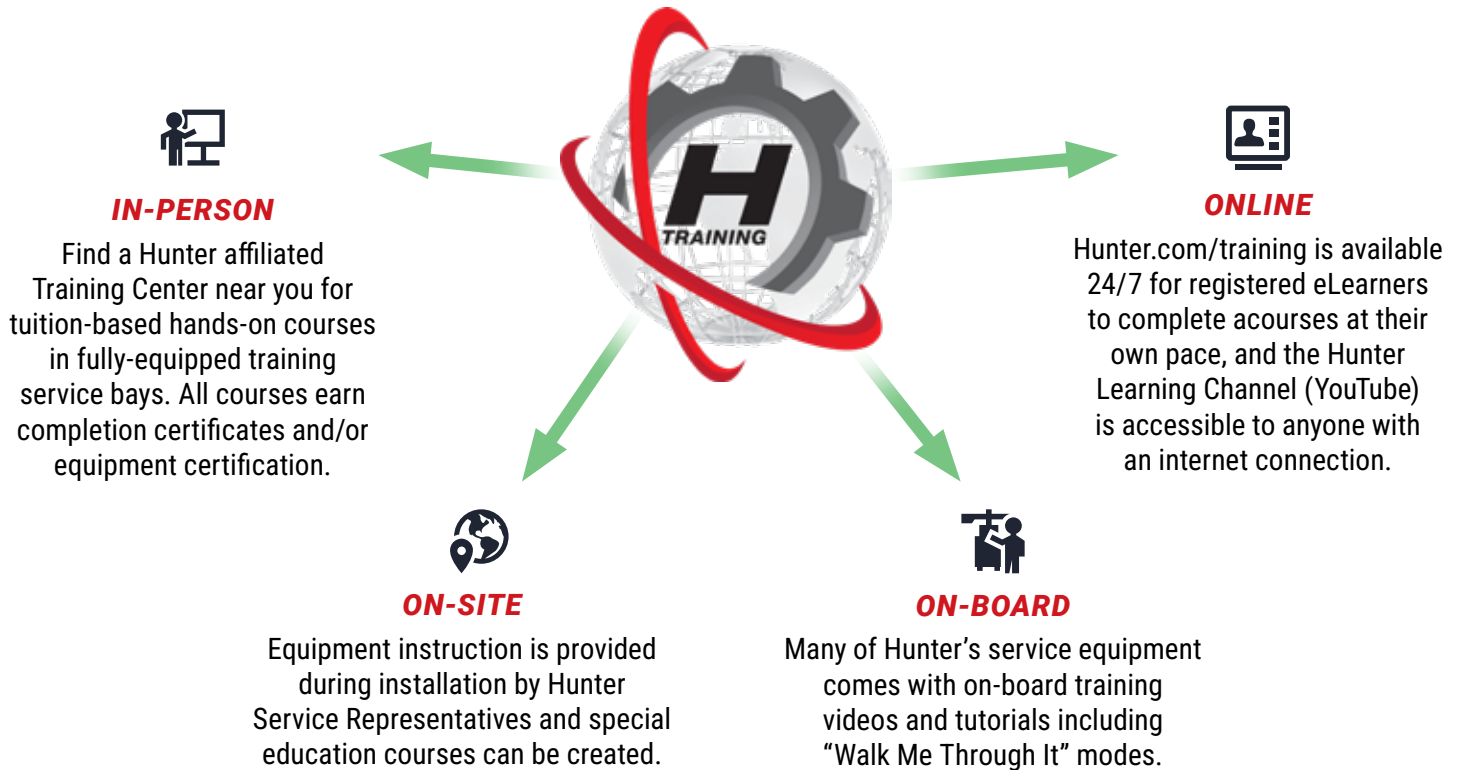 H
TRAINING
IN-PERSON
Find a Hunter affiliated
Training Center near you for
tuition-based hands-on courses
in fully-equipped training
service bays. All courses earn
completion certificates and/or
equipment certification.
ONLINE
Hunter.com/training is available
24/7 for registered eLearners
to complete acourses at their
own pace, and the Hunter
Learning Channel (YouTube)
is accessible to anyone with
an internet connection.
ON-SITE
Equipment instruction is provided
during installation by Hunter
Service Representatives and special
education courses can be created.
ON-BOARD
Many of Hunter’s service equipment
comes with on-board training
videos and tutorials including
“Walk Me Through It” modes.